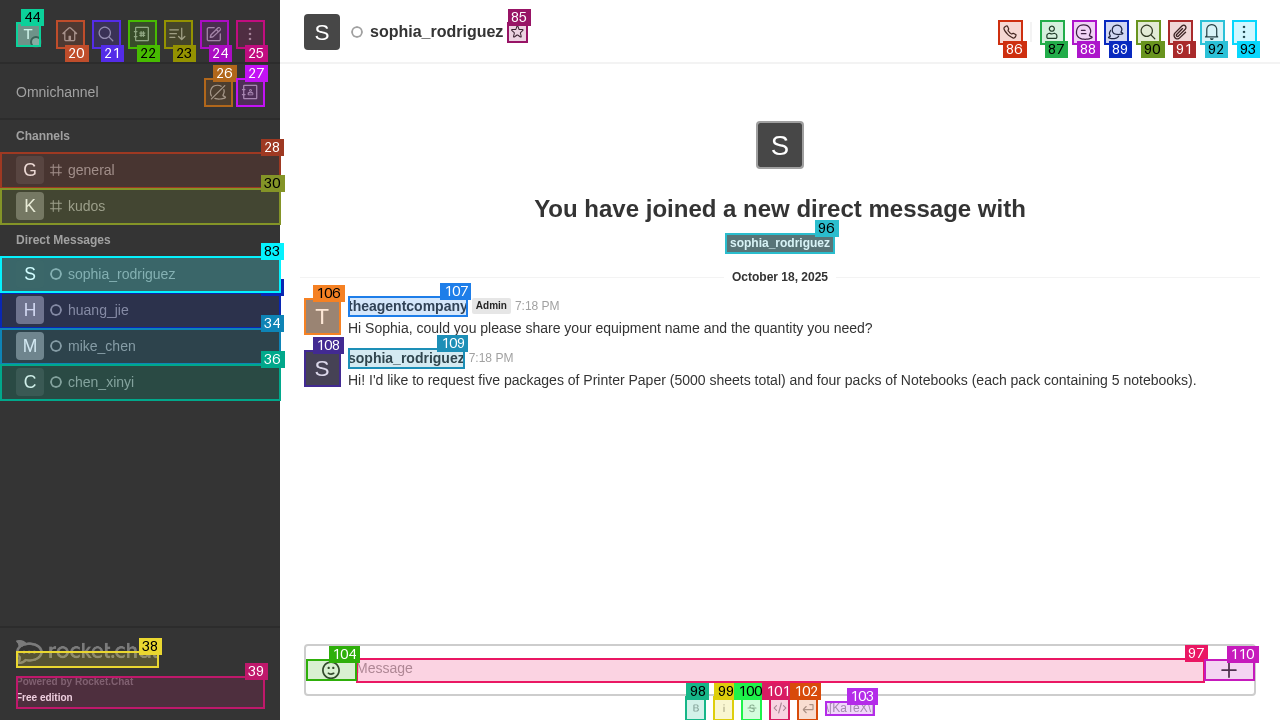 44
T
20
21
22
23
24
25
S
sophia_rodriguez
85
86
87
88
89
90
91
92
93
Omnichannel
26
27
Channels
28
G general
30
K kudos
Direct Messages
83
S sophia_rodriguez
H huang_jie
34
M mike_chen
36
C chen_xinyi
S
You have joined a new direct message with
96
sophia_rodriguez
October 18, 2025
106
107
T
theagentcompany Admin 7:18 PM
Hi Sophia, could you please share your equipment name and the quantity you need?
108
109
S
sophia_rodriguez 7:18 PM
Hi! I'd like to request five packages of Printer Paper (5000 sheets total) and four packs of Notebooks (each pack containing 5 notebooks).
38
rocket.cha
39
Powered by Rocket.Chat
Free edition
104
97
110
Message
98
99
100
101
102
103
B
i
S
</>
\(KaTeX\)